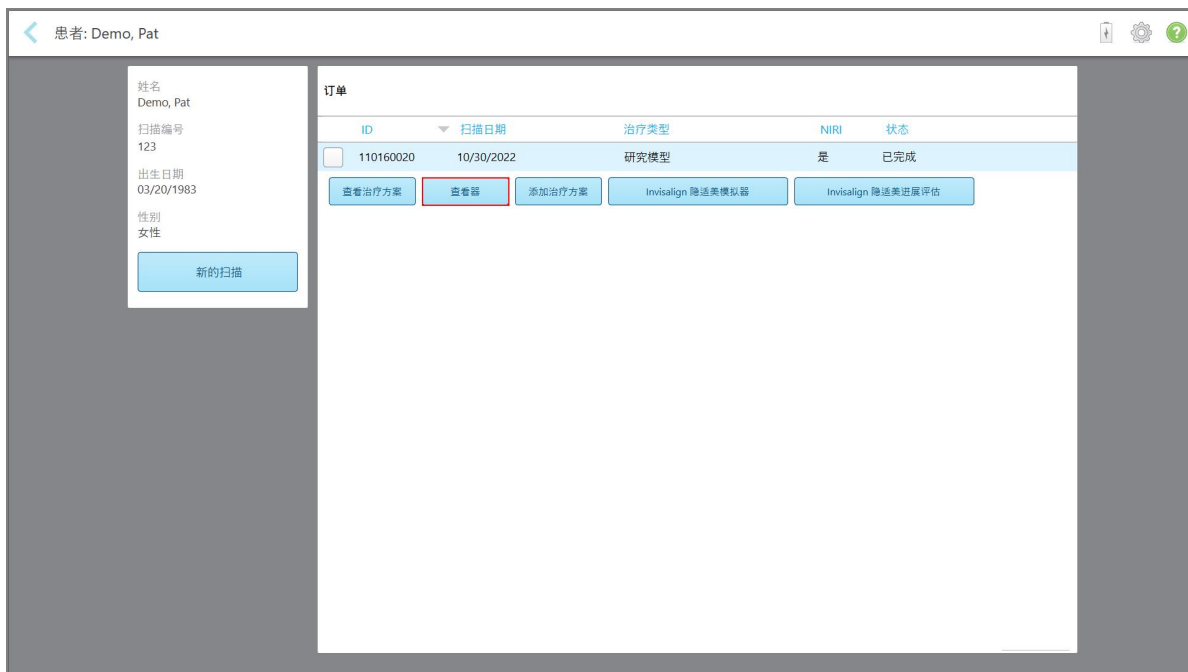 患者: Demo, Pat
?
姓名
Demo, Pat
扫描编号
123
出生日期
03/20/1983
性别
女性
新的扫描
订单
ID 扫描日期 治疗类型 NIRI 状态
110160020 10/30/2022 研究模型 是 已完成
查看治疗方案 查看器 添加治疗方案 Invisalign 隐适美模拟器 Invisalign 隐适美进展评估